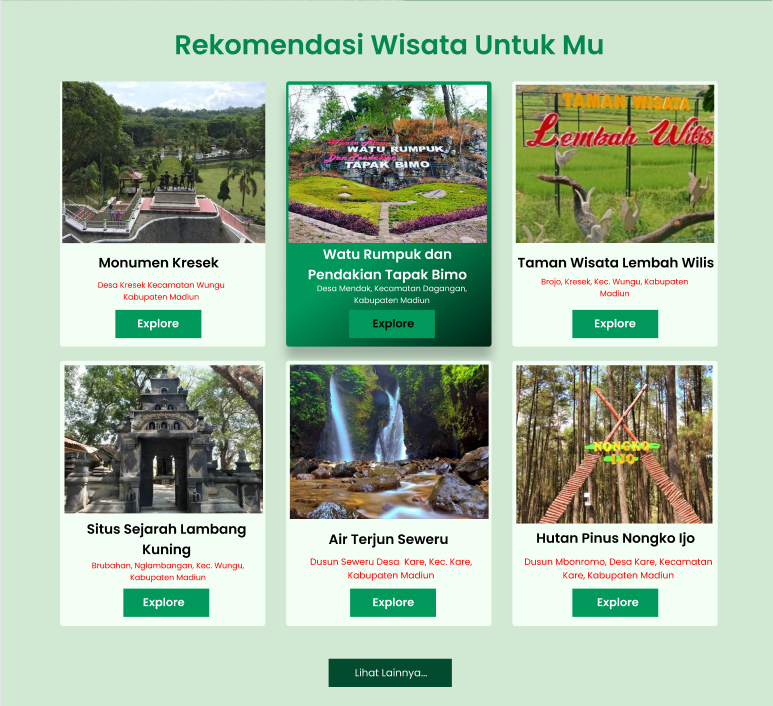 Rekomendasi Wisata Untuk Mu
Monumen Kresek
Desa Kresek Kecamatan Wungu
Kabupaten Madiun
Explore
WATU RUMPUK
TAPAK BIMO
Watu Rumpuk dan
Pendakian Tapak Bimo
Desa Mendak, Kecamatan Dagangan,
Kabupaten Madiun
Explore
TAMAN WISATA
Lembah Wilis
Taman Wisata Lembah Wilis
Brojo, Kresek, Kec. Wungu, Kabupaten
Madiun
Explore
Situs Sejarah Lambang
Kuning
Brubahan, Nglambangan, Kec. Wungu,
Kabupaten Madiun
Explore
Air Terjun Seweru
Dusun Seweru Desa  Kare, Kec. Kare,
Kabupaten Madiun
Explore
NONGKO
IJO
Hutan Pinus Nongko Ijo
Dusun Mbonromo, Desa Kare, Kecamatan
Kare, Kabupaten Madiun
Explore
Lihat Lainnya...